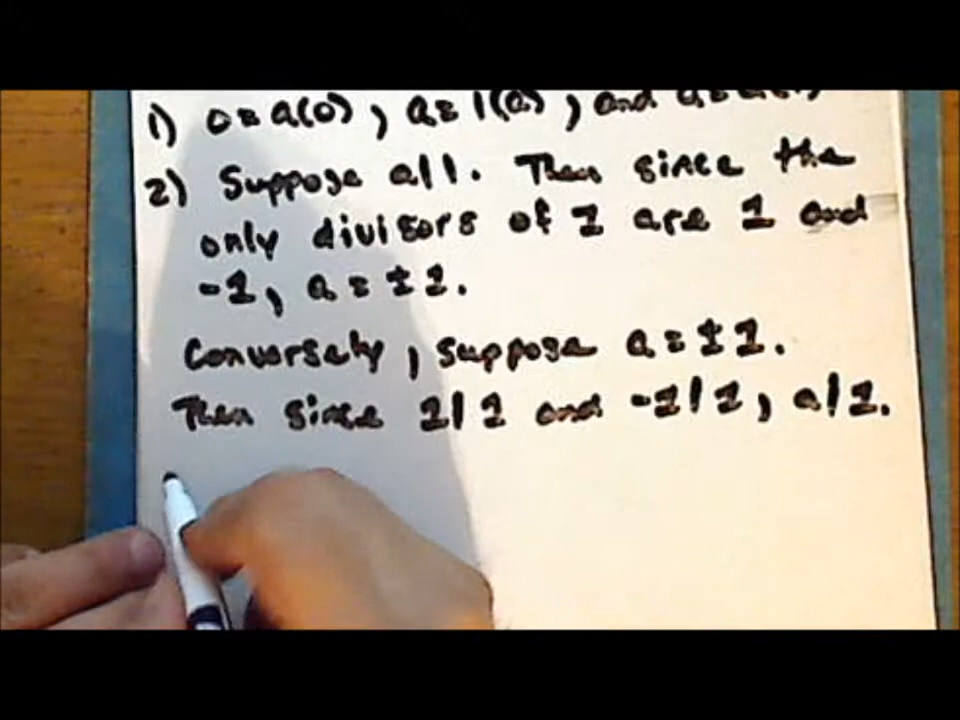 1) 0 = a(0), a = 1(a), and a =
2) Suppose a|1. Then since the
only divisors of 1 are 1 and
-1, a = ±1.
Conversely, suppose a = ±1.
Then since 1|1 and -1|1, a|1.